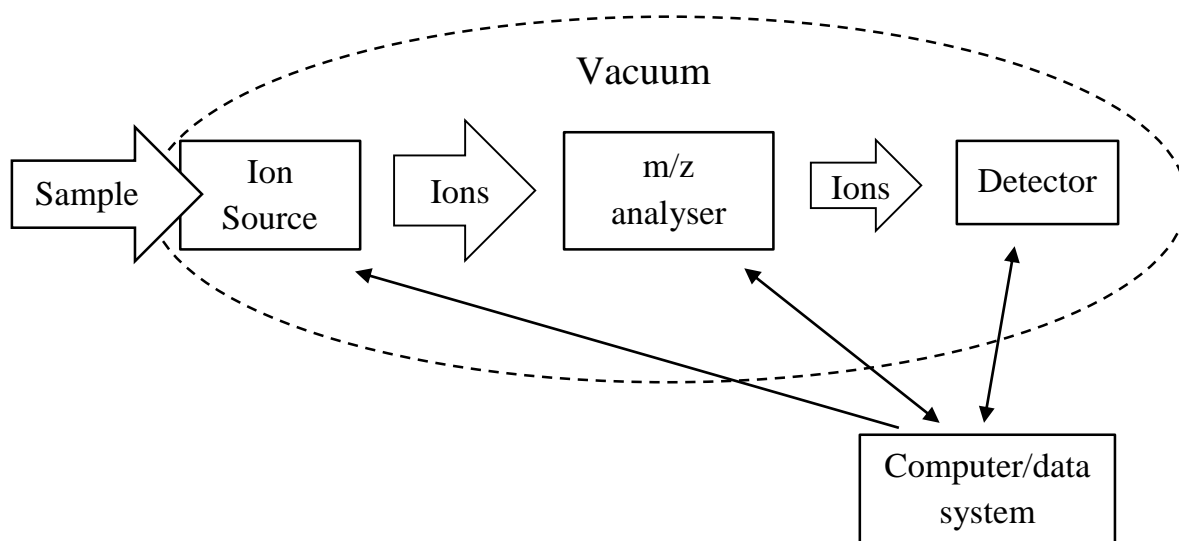 Vacuum
Sample
Ion
Source
Ions
m/z
analyser
Ions
Detector
Computer/data
system